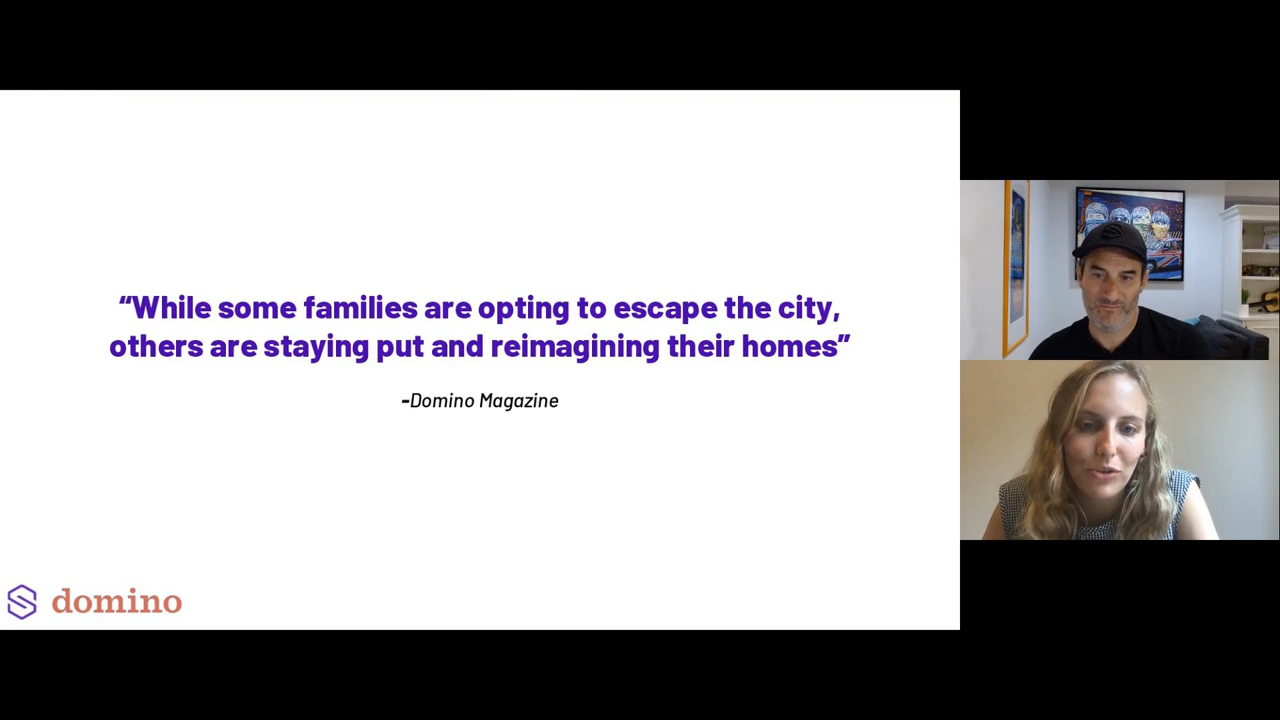 “While some families are opting to escape the city,
others are staying put and reimagining their homes”
-Domino Magazine
domino